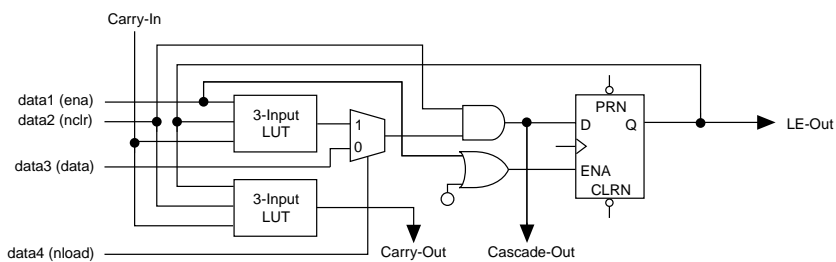 Carry-In
data1 (ena)
data2 (nclr)
data3 (data)
data4 (nload)
3-Input
LUT
1
0
3-Input
LUT
Carry-Out
Cascade-Out
PRN
D
Q
ENA
CLRN
LE-Out